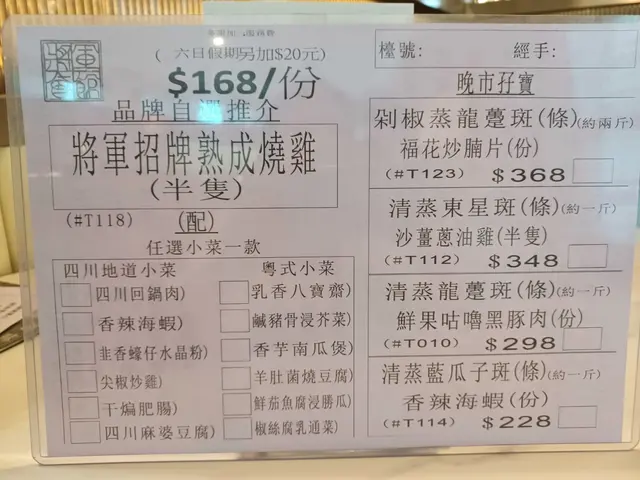 將軍食館
(六日假期另加$20元)
$168/份
品牌自選推介
將軍招牌熟成燒雞
(半隻)
(#T118)
(配)
任選小菜一款
四川地道小菜
四川回鍋肉)
香辣海蝦)
韭香蠔仔水晶粉)
尖椒炒雞)
干煸肥腸)
四川麻婆豆腐)
粵式小菜
乳香八寶齋)
鹹豬骨浸芥菜)
香芋南瓜煲)
羊肚菌燒豆腐)
鮮茄魚腐浸勝瓜)
椒絲腐乳通菜)
檯號:
經手:
晚市孖寶
剁椒蒸龍躉斑(條)(約兩斤)
福花炒腩片(份)
(#T123) $368
清蒸東星斑(條)(約一斤)
沙薑蔥油雞(半隻)
(#T112) $348
清蒸龍躉斑(條)(約一斤)
鮮果咕嚕黑豚肉(份)
(#T010) $298
清蒸藍瓜子斑(條)(約一斤)
香辣海蝦(份)
(#T114) $228